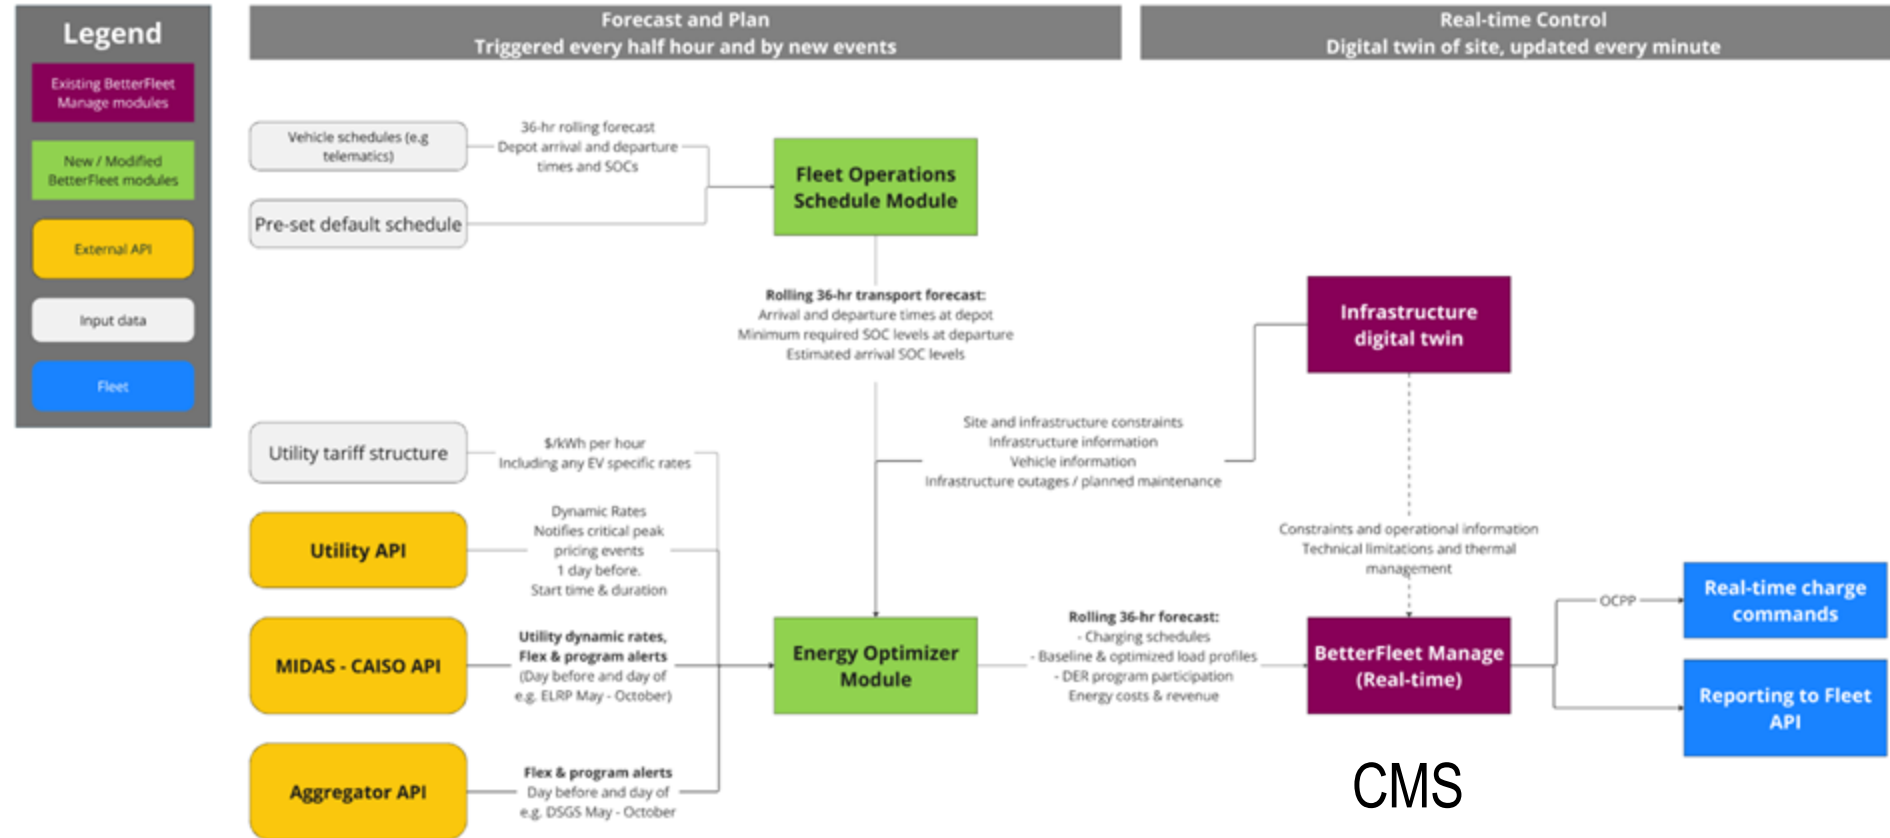 Legend
Existing BetterFleet
Manage modules
New / Modified
BetterFleet modules
External API
Input data
Fleet
Forecast and Plan
Triggered every half hour and by new events
Real-time Control
Digital twin of site, updated every minute
Vehicle schedules (e.g
telematics)
36-hr rolling forecast
Depot arrival and departure
times and SOCs
Pre-set default schedule
Fleet Operations
Schedule Module
Rolling 36-hr transport forecast:
Arrival and departure times at depot
Minimum required SOC levels at departure
Estimated arrival SOC levels
Infrastructure
digital twin
Site and infrastructure constraints
Infrastructure information
Vehicle information
Infrastructure outages / planned maintenance
Utility tariff structure
$/kWh per hour
Including any EV specific rates
Utility API
Dynamic Rates
Notifies critical peak
pricing events
1 day before.
Start time & duration
Constraints and operational information
Technical limitations and thermal
management
MIDAS - CAISO API
Utility dynamic rates,
Flex & program alerts
(Day before and day of
e.g. ELRP May - October)
Energy Optimizer
Module
Rolling 36-hr forecast:
- Charging schedules
- Baseline & optimized load profiles
- DER program participation
Energy costs & revenue
BetterFleet Manage
(Real-time)
OCPP
Real-time charge
commands
Reporting to Fleet
API
Aggregator API
Flex & program alerts
Day before and day of
e.g. DSGS May - October
CMS